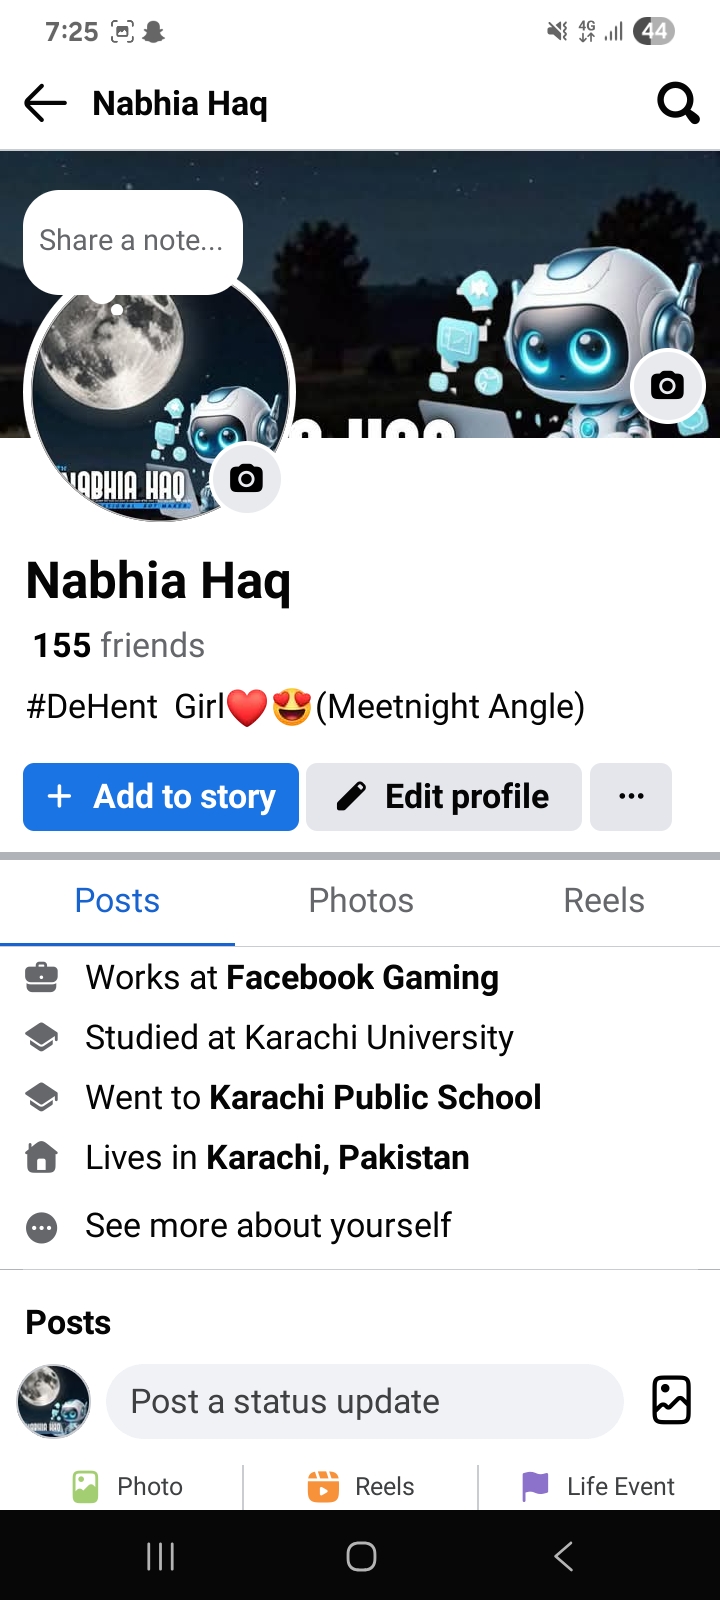 7:25 4G 44
Nabhia Haq
Share a note...
NABHIA HAQ
Nabhia Haq
155 friends
#DeHent Girl❤️😍(Meetnight Angle)
+ Add to story Edit profile ...
Posts Photos Reels
Works at Facebook Gaming
Studied at Karachi University
Went to Karachi Public School
Lives in Karachi, Pakistan
See more about yourself
Posts
NABHIA HAQ
Post a status update
Photo Reels Life Event